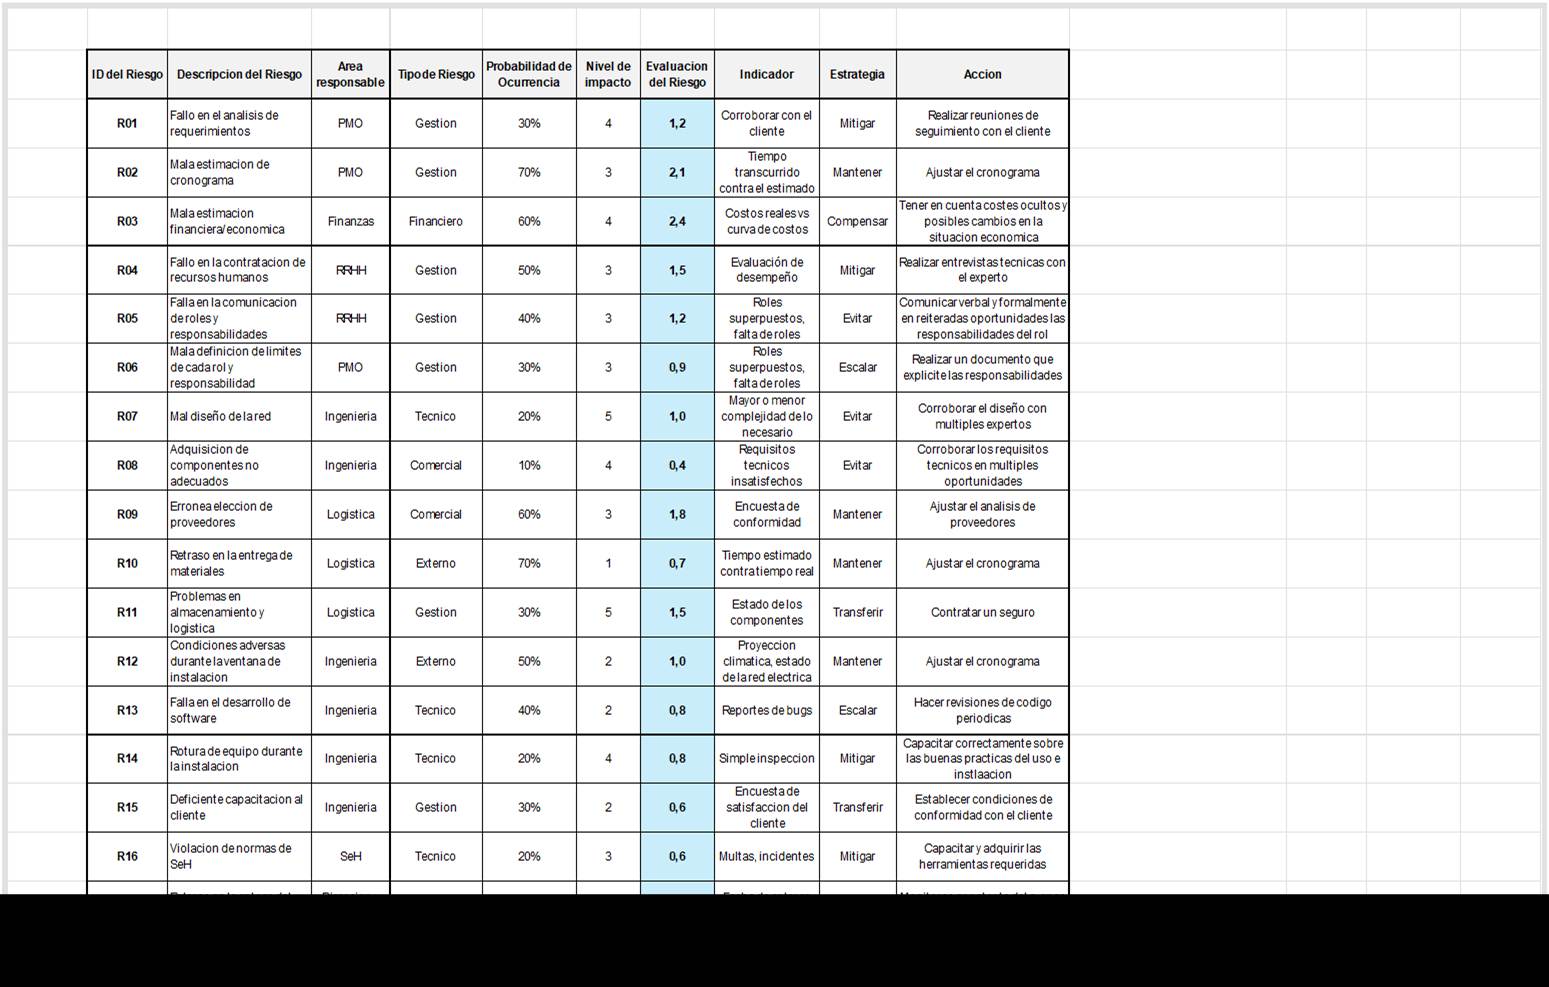 ID del Riesgo Descripcion del Riesgo Area responsable Tipo de Riesgo Probabilidad de Ocurrencia Nivel de impacto Evaluacion del Riesgo Indicador Estrategia Accion
R01 Fallo en el analisis de requerimientos PMO Gestion 30% 4 1,2 Corroborar con el cliente Mitigar Realizar reuniones de seguimiento con el cliente
R02 Mala estimacion de cronograma PMO Gestion 70% 3 2,1 Tiempo transcurrido contra el estimado Mantener Ajustar el cronograma
R03 Mala estimacion financiera/economica Finanzas Financiero 60% 4 2,4 Costos reales vs curva de costos Compensar Tener en cuenta costes ocultos y posibles cambios en la situacion economica
R04 Fallo en la contratacion de recursos humanos RRHH Gestion 50% 3 1,5 Evaluación de desempeño Mitigar Realizar entrevistas tecnicas con el experto
R05 Falla en la comunicacion de roles y responsabilidades RRHH Gestion 40% 3 1,2 Roles superpuestos, falta de roles Evitar Comunicar verbal y formalmente en reiteradas oportunidades las responsabilidades del rol
R06 Mala definicion de limites de cada rol y responsabilidad PMO Gestion 30% 3 0,9 Roles superpuestos, falta de roles Escalar Realizar un documento que explicite las responsabilidades
R07 Mal diseño de la red Ingenieria Tecnico 20% 5 1,0 Mayor o menor complejidad de lo necesario Evitar Corroborar el diseño con multiples expertos
R08 Adquisicion de componentes no adecuados Ingenieria Comercial 10% 4 0,4 Requisitos tecnicos insatisfechos Evitar Corroborar los requisitos tecnicos en multiples oportunidades
R09 Erronea eleccion de proveedores Logistica Comercial 60% 3 1,8 Encuesta de conformidad Mantener Ajustar el analisis de proveedores
R10 Retraso en la entrega de materiales Logistica Externo 70% 1 0,7 Tiempo estimado contra tiempo real Mantener Ajustar el cronograma
R11 Problemas en almacenamiento y logistica Logistica Gestion 30% 5 1,5 Estado de los componentes Transferir Contratar un seguro
R12 Condiciones adversas durante la ventana de instalacion Ingenieria Externo 50% 2 1,0 Proyeccion climatica, estado de la red electrica Mantener Ajustar el cronograma
R13 Falla en el desarrollo de software Ingenieria Tecnico 40% 2 0,8 Reportes de bugs Escalar Hacer revisiones de codigo periodicas
R14 Rotura de equipo durante la instalacion Ingenieria Tecnico 20% 4 0,8 Simple inspeccion Mitigar Capacitar correctamente sobre las buenas practicas del uso e instlaacion
R15 Deficiente capacitacion al cliente Ingenieria Gestion 30% 2 0,6 Encuesta de satisfaccion del cliente Transferir Establecer condiciones de conformidad con el cliente
R16 Violacion de normas de SeH SeH Tecnico 20% 3 0,6 Multas, incidentes Mitigar Capacitar y adquirir las herramientas requeridas